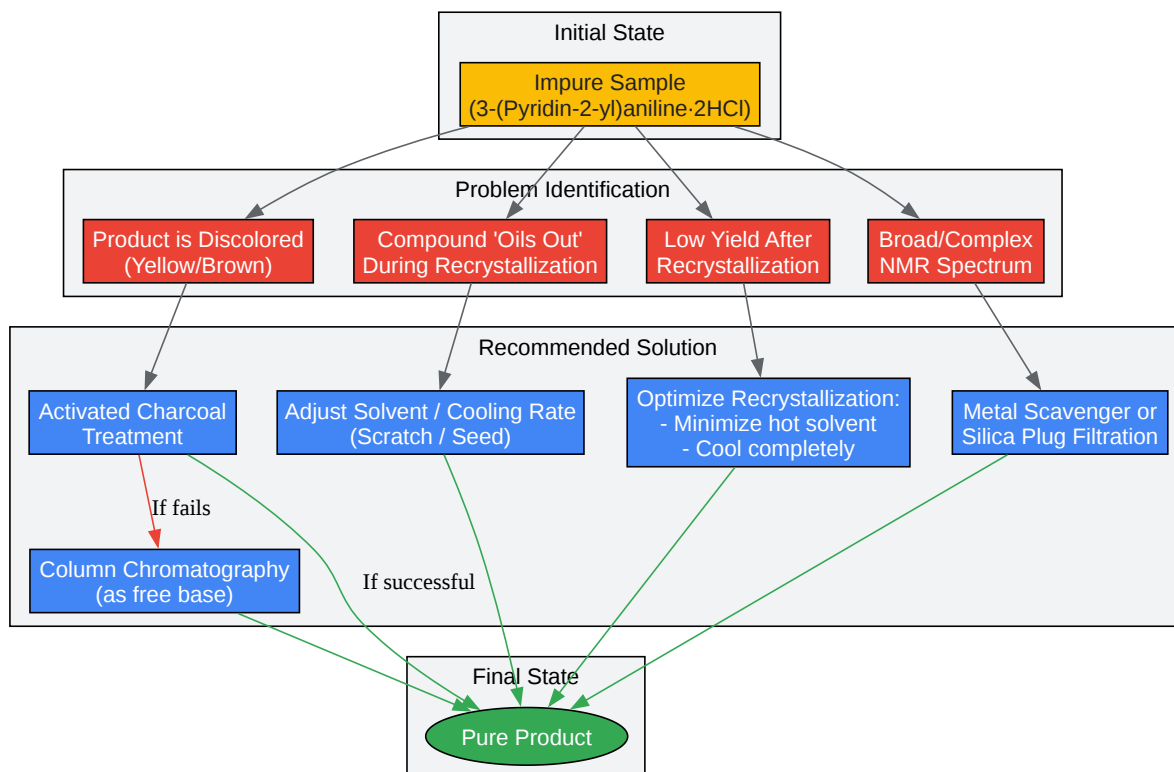 Initial State
Impure Sample
(3-(Pyridin-2-yl)aniline·2HCl)
Problem Identification
Product is Discolored
(Yellow/Brown)
Compound 'Oils Out'
During Recrystallization
Low Yield After
Recrystallization
Broad/Complex
NMR Spectrum
Recommended Solution
Activated Charcoal
Treatment
Adjust Solvent / Cooling Rate
(Scratch / Seed)
Optimize Recrystallization:
- Minimize hot solvent
- Cool completely
Metal Scavenger or
Silica Plug Filtration
If fails
Column Chromatography
(as free base)
If successful
Final State
Pure Product